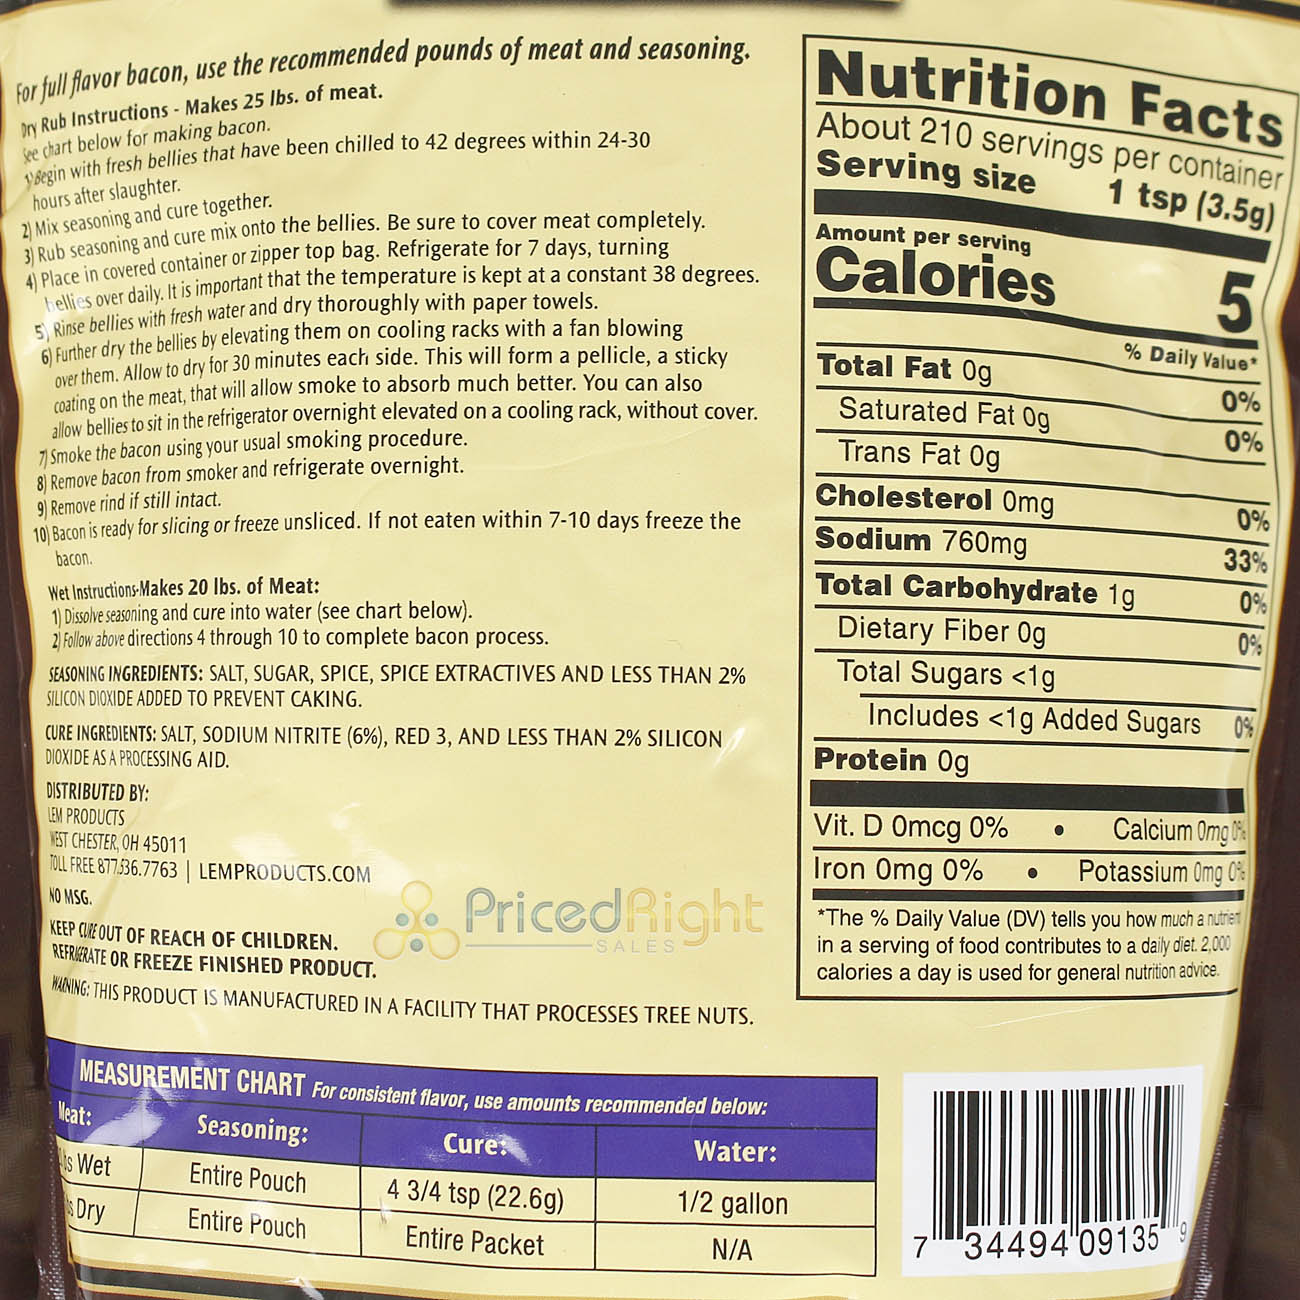 For full flavor bacon, use the recommended pounds of meat and seasoning.
Dry Rub Instructions - Makes 25 lbs. of meat.
See chart below for making bacon.
1) Begin with fresh bellies that have been chilled to 42 degrees within 24-30
hours after slaughter.
2) Mix seasoning and cure together.
3) Rub seasoning and cure mix onto the bellies. Be sure to cover meat completely.
4) Place in covered container or zipper top bag. Refrigerate for 7 days, turning
bellies over daily. It is important that the temperature is kept at a constant 38 degrees.
5) Rinse bellies with fresh water and dry thoroughly with paper towels.
6) Further dry the bellies by elevating them on cooling racks with a fan blowing
over them. Allow to dry for 30 minutes each side. This will form a pellicle, a sticky
coating on the meat, that will allow smoke to absorb much better. You can also
allow bellies to sit in the refrigerator overnight elevated on a cooling rack, without cover.
7) Smoke the bacon using your usual smoking procedure.
8) Remove bacon from smoker and refrigerate overnight.
9) Remove rind if still intact.
10) Bacon is ready for slicing or freeze unsliced. If not eaten within 7-10 days freeze the
bacon.
Wet Instructions-Makes 20 lbs. of Meat:
1) Dissolve seasoning and cure into water (see chart below).
2) Follow above directions 4 through 10 to complete bacon process.
SEASONING INGREDIENTS: SALT, SUGAR, SPICE, SPICE EXTRACTIVES AND LESS THAN 2%
SILICON DIOXIDE ADDED TO PREVENT CAKING.
CURE INGREDIENTS: SALT, SODIUM NITRITE (6%), RED 3, AND LESS THAN 2% SILICON
DIOXIDE AS A PROCESSING AID.
DISTRIBUTED BY:
LEM PRODUCTS
WEST CHESTER, OH 45011
TOLL FREE 877.536.7763 | LEMPRODUCTS.COM
NO MSG.
KEEP CURE OUT OF REACH OF CHILDREN.
REFRIGERATE OR FREEZE FINISHED PRODUCT.
WARNING: THIS PRODUCT IS MANUFACTURED IN A FACILITY THAT PROCESSES TREE NUTS.
PricedRight
SALES
Nutrition Facts
About 210 servings per container
Serving size 1 tsp (3.5g)
Amount per serving
Calories 5
% Daily Value*
Total Fat 0g 0%
Saturated Fat 0g 0%
Trans Fat 0g
Cholesterol 0mg 0%
Sodium 760mg 33%
Total Carbohydrate 1g 0%
Dietary Fiber 0g 0%
Total Sugars <1g
Includes <1g Added Sugars 0%
Protein 0g
Vit. D 0mcg 0% • Calcium 0mg 0%
Iron 0mg 0% • Potassium 0mg 0%
*The % Daily Value (DV) tells you how much a nutrient
in a serving of food contributes to a daily diet. 2,000
calories a day is used for general nutrition advice.
MEASUREMENT CHART For consistent flavor, use amounts recommended below:
Meat: Seasoning: Cure: Water:
Wet Entire Pouch 4 3/4 tsp (22.6g) 1/2 gallon
Dry Entire Pouch Entire Packet N/A
7 34494 09135 9